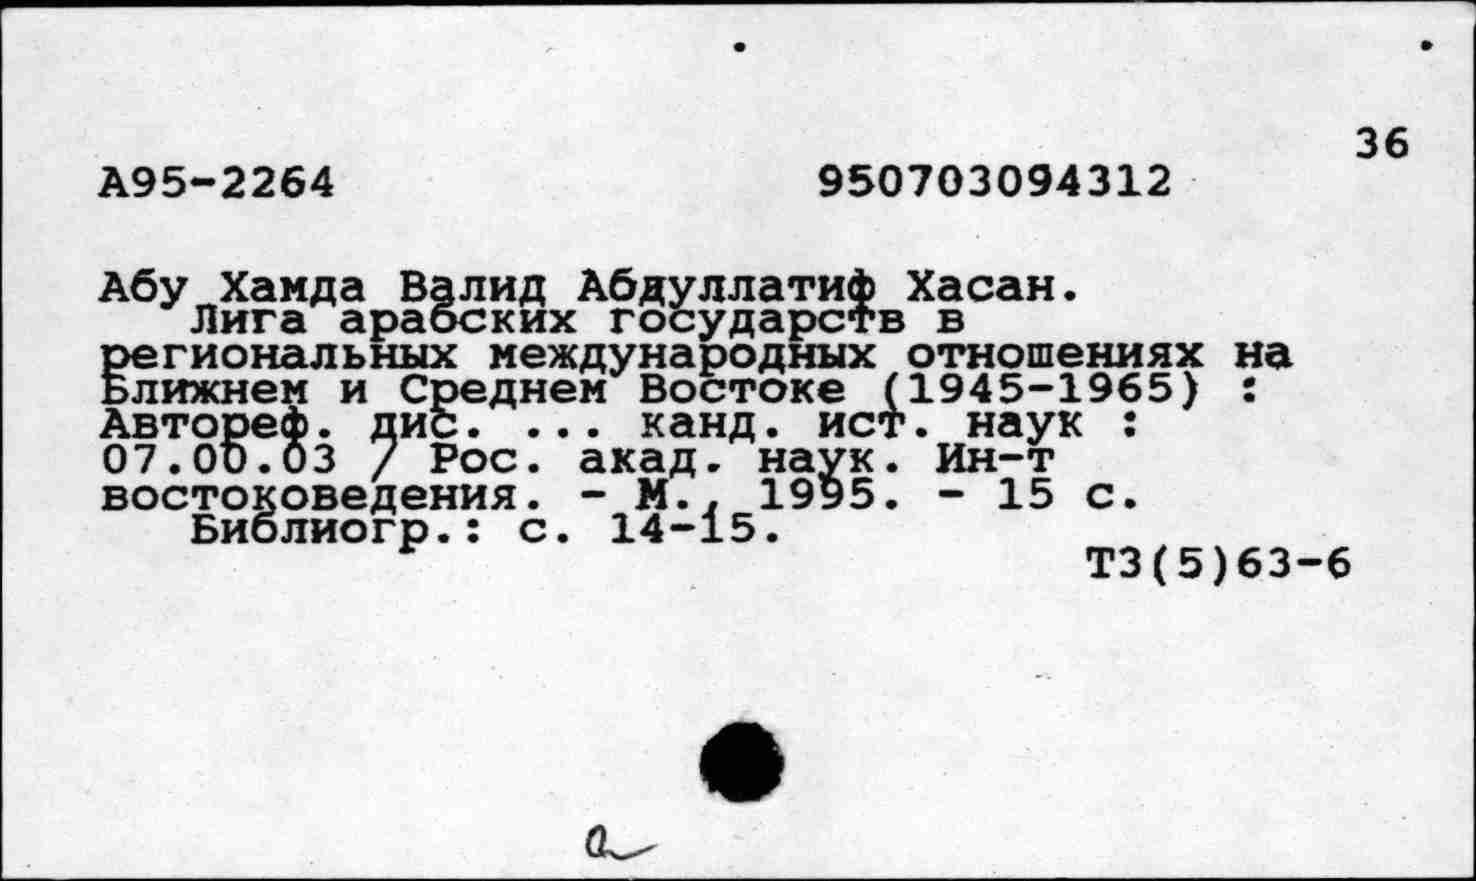 36
А95-2264 950703094312
Абу Хамда Валид Абдуллатиф Хасан.
Лига арабских государств в
региональных международных отношениях на
Ближнем и Среднем Востоке (1945-1965) :
Автореф. дис. ... канд. ист. наук :
07.00.03 / Рос. акад. наук. Ин-т
востоковедения. - М., 1995. - 15 с.
Библиогр.: с. 14-15.
Т3(5)63-6
а